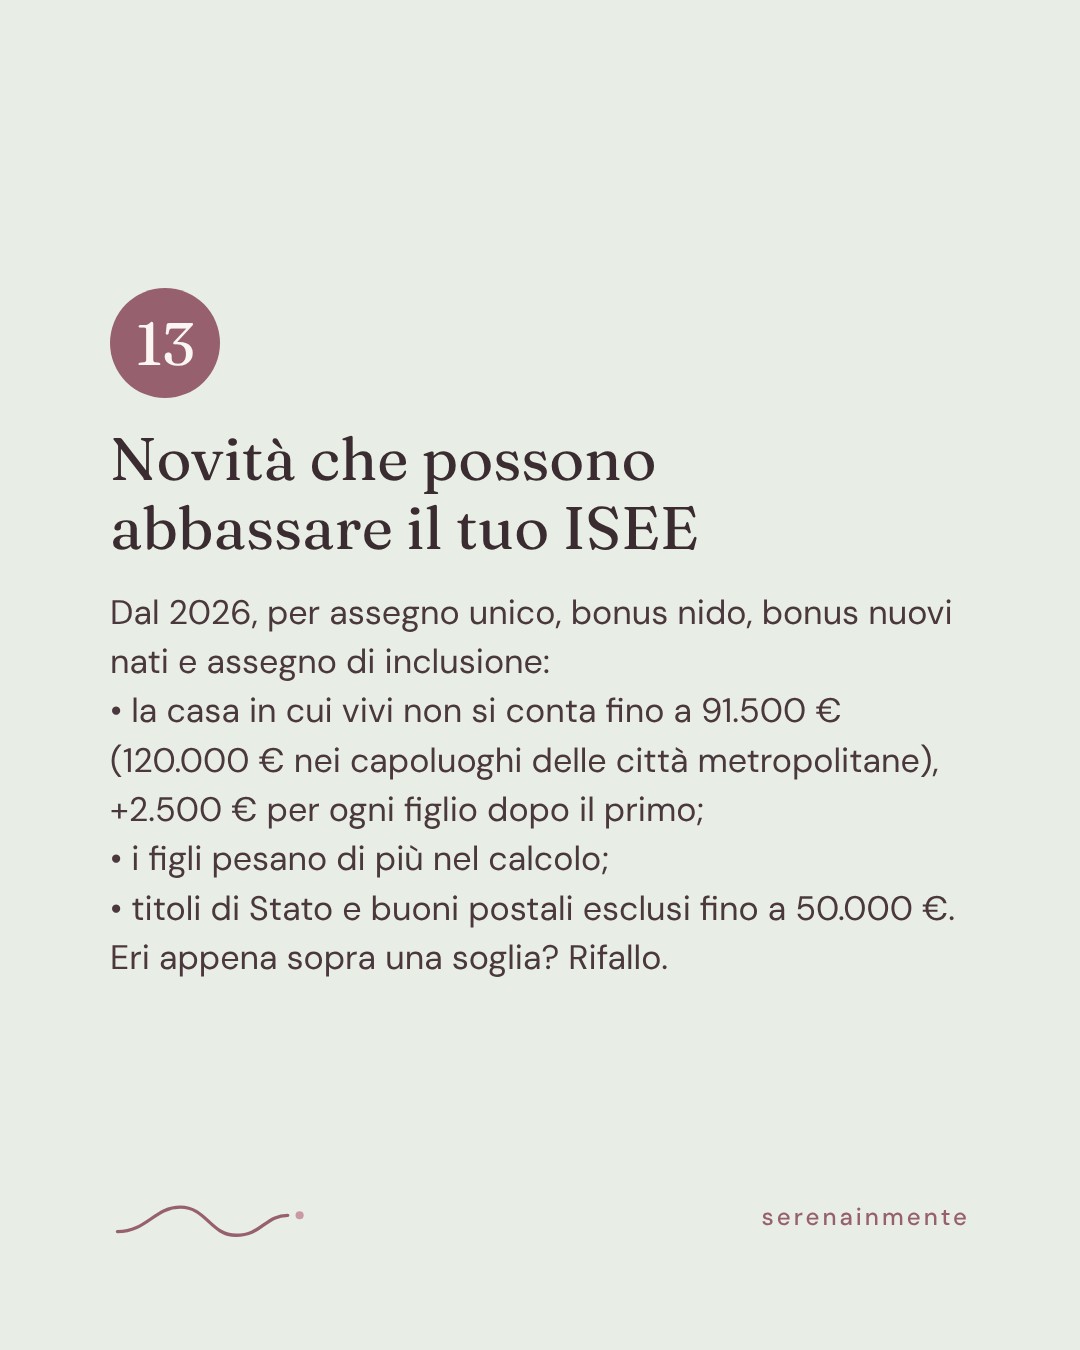 13
Novità che possono
abbassare il tuo ISEE
Dal 2026, per assegno unico, bonus nido, bonus nuovi
nati e assegno di inclusione:
• la casa in cui vivi non si conta fino a 91.500 €
(120.000 € nei capoluoghi delle città metropolitane),
+2.500 € per ogni figlio dopo il primo;
• i figli pesano di più nel calcolo;
• titoli di Stato e buoni postali esclusi fino a 50.000 €.
Eri appena sopra una soglia? Rifallo.
serenainmente